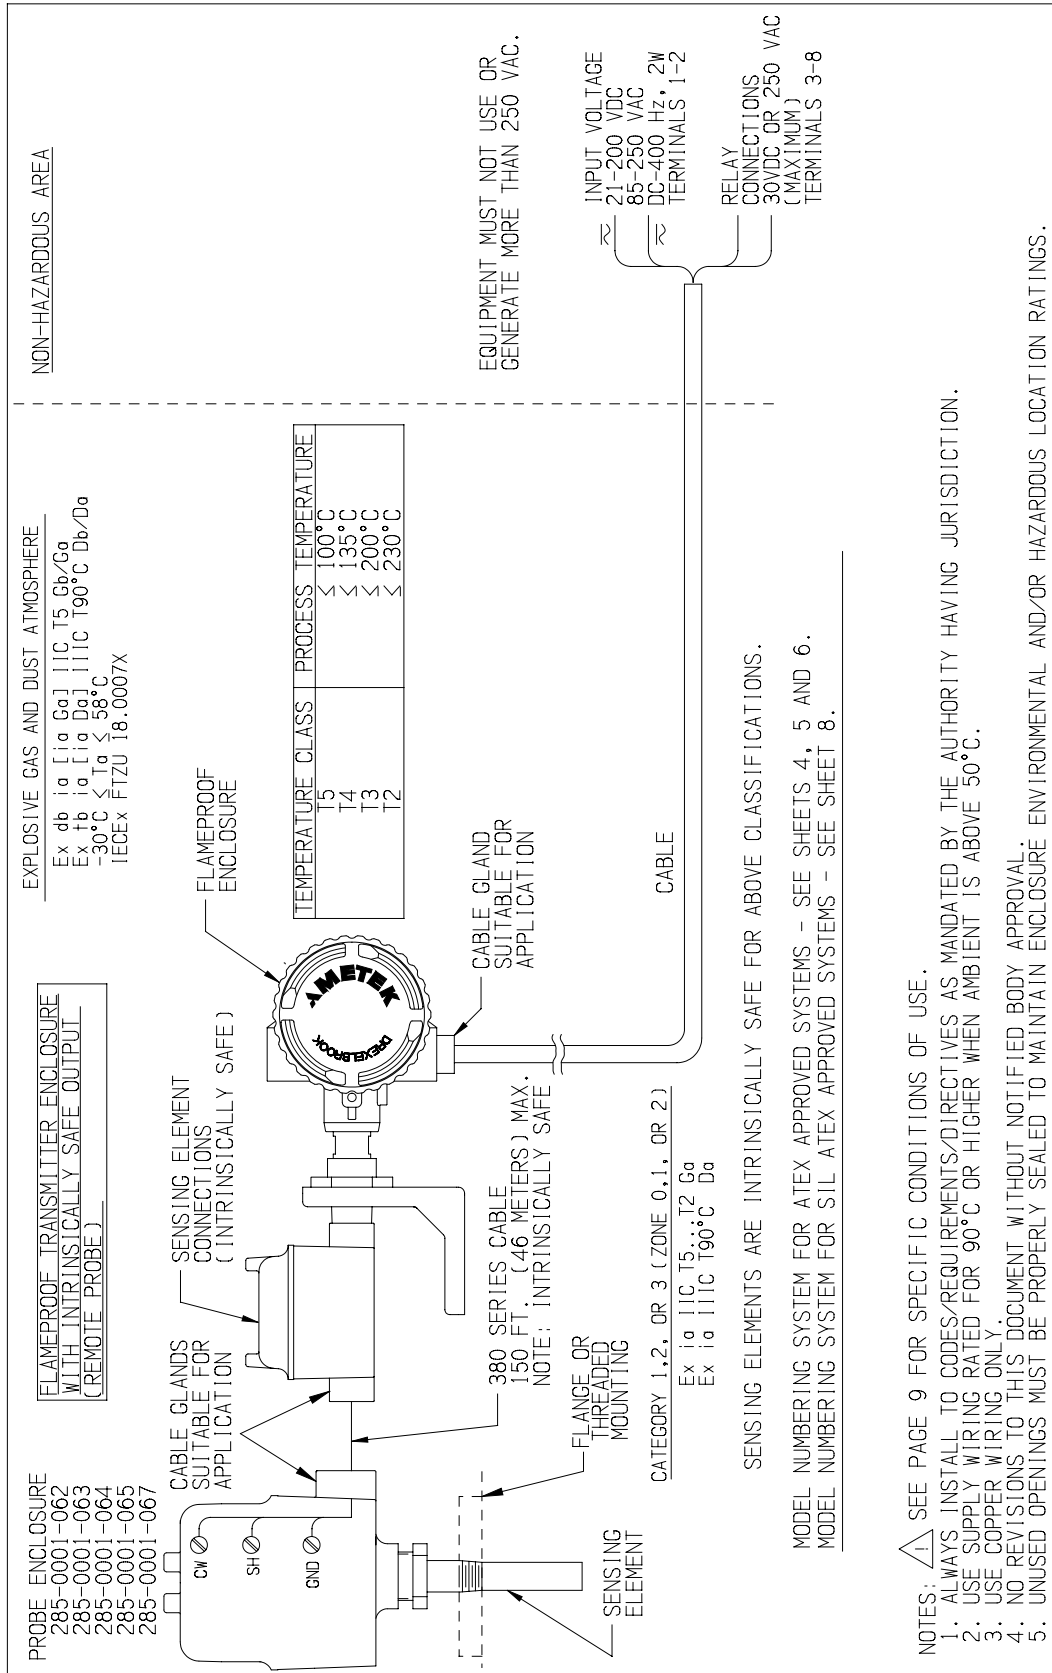 PROBE ENCLOSURE
285-0001-062
285-0001-063
285-0001-064
285-0001-065
285-0001-067
FLAMEPROOF TRANSMITTER ENCLOSURE
WITH INTRINSICALLY SAFE OUTPUT
(REMOTE PROBE)
EXPLOSIVE GAS AND DUST ATMOSPHERE
Ex db ia [ia Ga] IIC T5 Gb/Ga
Ex tb ia [ia Da] IIIC T90°C Db/Da
-30°C ≤ Ta ≤ 58°C
IECEx FTZU 18.0007X
NON-HAZARDOUS AREA
CABLE GLANDS
SUITABLE FOR
APPLICATION
SENSING ELEMENT
CONNECTIONS
(INTRINSICALLY SAFE)
FLAMEPROOF
ENCLOSURE
CW
SH
GND
AMETEK
DREXELBROOK
TEMPERATURE CLASS PROCESS TEMPERATURE
T5 ≤ 100°C
T4 ≤ 135°C
T3 ≤ 200°C
T2 ≤ 230°C
EQUIPMENT MUST NOT USE OR
GENERATE MORE THAN 250 VAC.
380 SERIES CABLE
150 FT. (46 METERS) MAX.
NOTE: INTRINSICALLY SAFE
CABLE GLAND
SUITABLE FOR
APPLICATION
FLANGE OR
THREADED
MOUNTING
SENSING
ELEMENT
INPUT VOLTAGE
21-200 VDC
85-250 VAC
DC-400 Hz, 2W
TERMINALS 1-2
RELAY
CONNECTIONS
30VDC OR 250 VAC
(MAXIMUM)
TERMINALS 3-8
CABLE
CATEGORY 1,2, OR 3 (ZONE 0,1, OR 2)
Ex ia IIC T5...T2 Ga
Ex ia IIIC T90°C Da
SENSING ELEMENTS ARE INTRINSICALLY SAFE FOR ABOVE CLASSIFICATIONS.
MODEL NUMBERING SYSTEM FOR ATEX APPROVED SYSTEMS - SEE SHEETS 4, 5 AND 6.
MODEL NUMBERING SYSTEM FOR SIL ATEX APPROVED SYSTEMS - SEE SHEET 8.
NOTES: ⚠ SEE PAGE 9 FOR SPECIFIC CONDITIONS OF USE.
1. ALWAYS INSTALL TO CODES/REQUIREMENTS/DIRECTIVES AS MANDATED BY THE AUTHORITY HAVING JURISDICTION.
2. USE SUPPLY WIRING RATED FOR 90°C OR HIGHER WHEN AMBIENT IS ABOVE 50°C.
3. USE COPPER WIRING ONLY.
4. NO REVISIONS TO THIS DOCUMENT WITHOUT NOTIFIED BODY APPROVAL.
5. UNUSED OPENINGS MUST BE PROPERLY SEALED TO MAINTAIN ENCLOSURE ENVIRONMENTAL AND/OR HAZARDOUS LOCATION RATINGS.